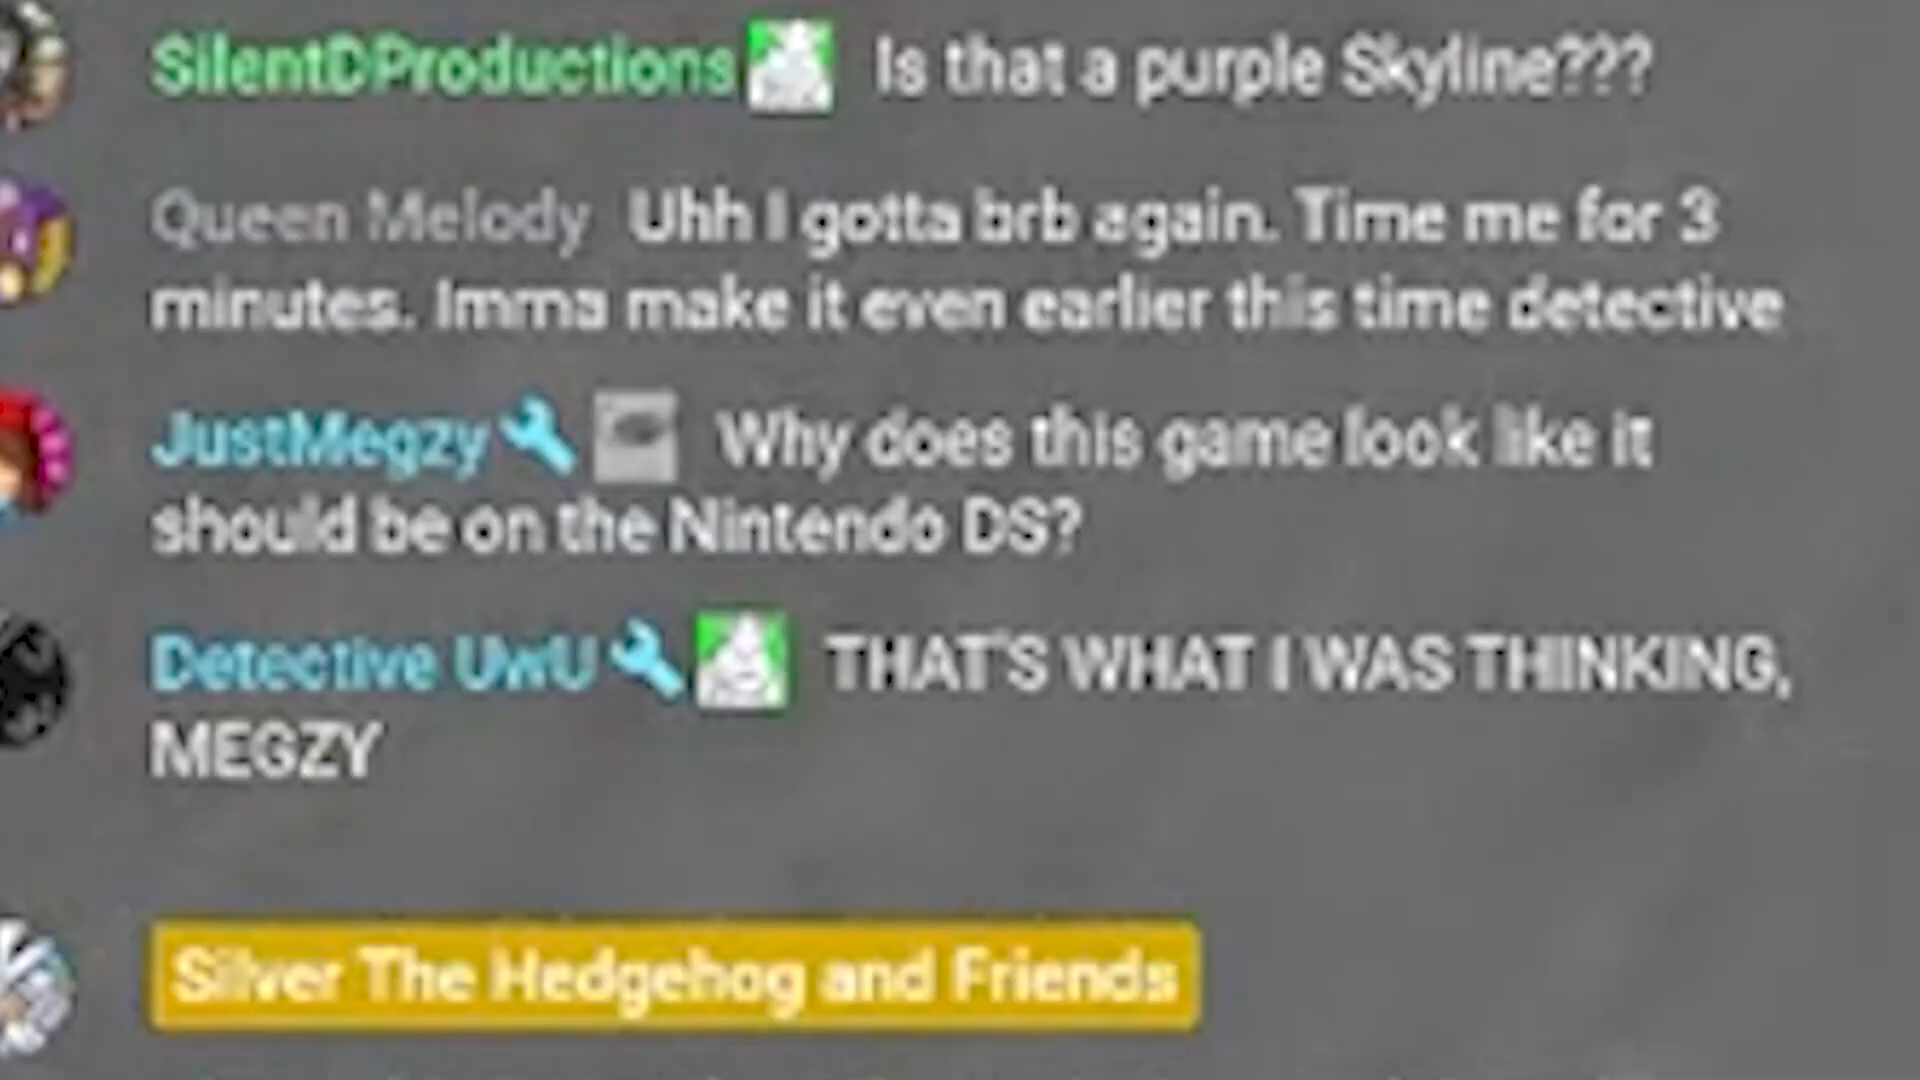 SilentDProductions Is that a purple Skyline???
Queen Melody Uhh I gotta brb again. Time me for 3
minutes. Imma make it even earlier this time detective
JustMegzy Why does this game look like it
should be on the Nintendo DS?
Detective UwU THAT'S WHAT I WAS THINKING,
MEGZY
Silver The Hedgehog and Friends